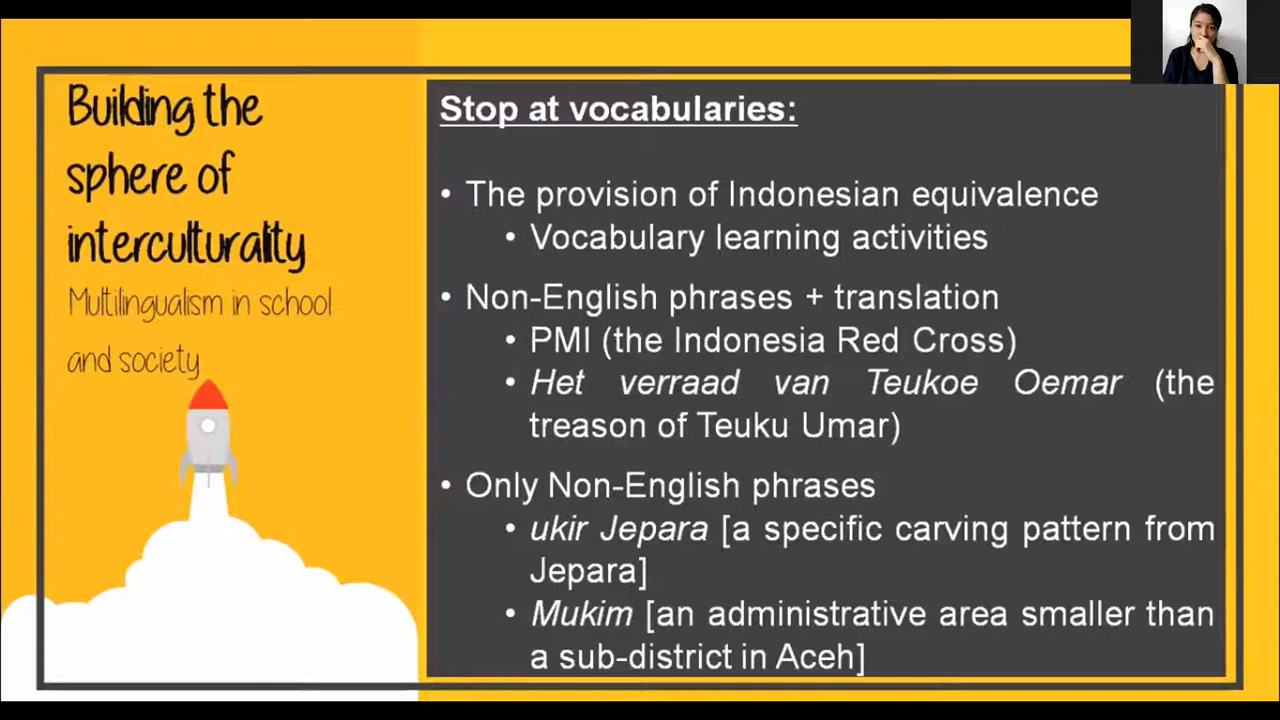 Building the
sphere of
interculturality
Multilingualism in school
and society
Stop at vocabularies:
• The provision of Indonesian equivalence
• Vocabulary learning activities
• Non-English phrases + translation
• PMI (the Indonesia Red Cross)
• Het verraad van Teukoe Oemar (the
treason of Teuku Umar)
• Only Non-English phrases
• ukir Jepara [a specific carving pattern from
Jepara]
• Mukim [an administrative area smaller than
a sub-district in Aceh]